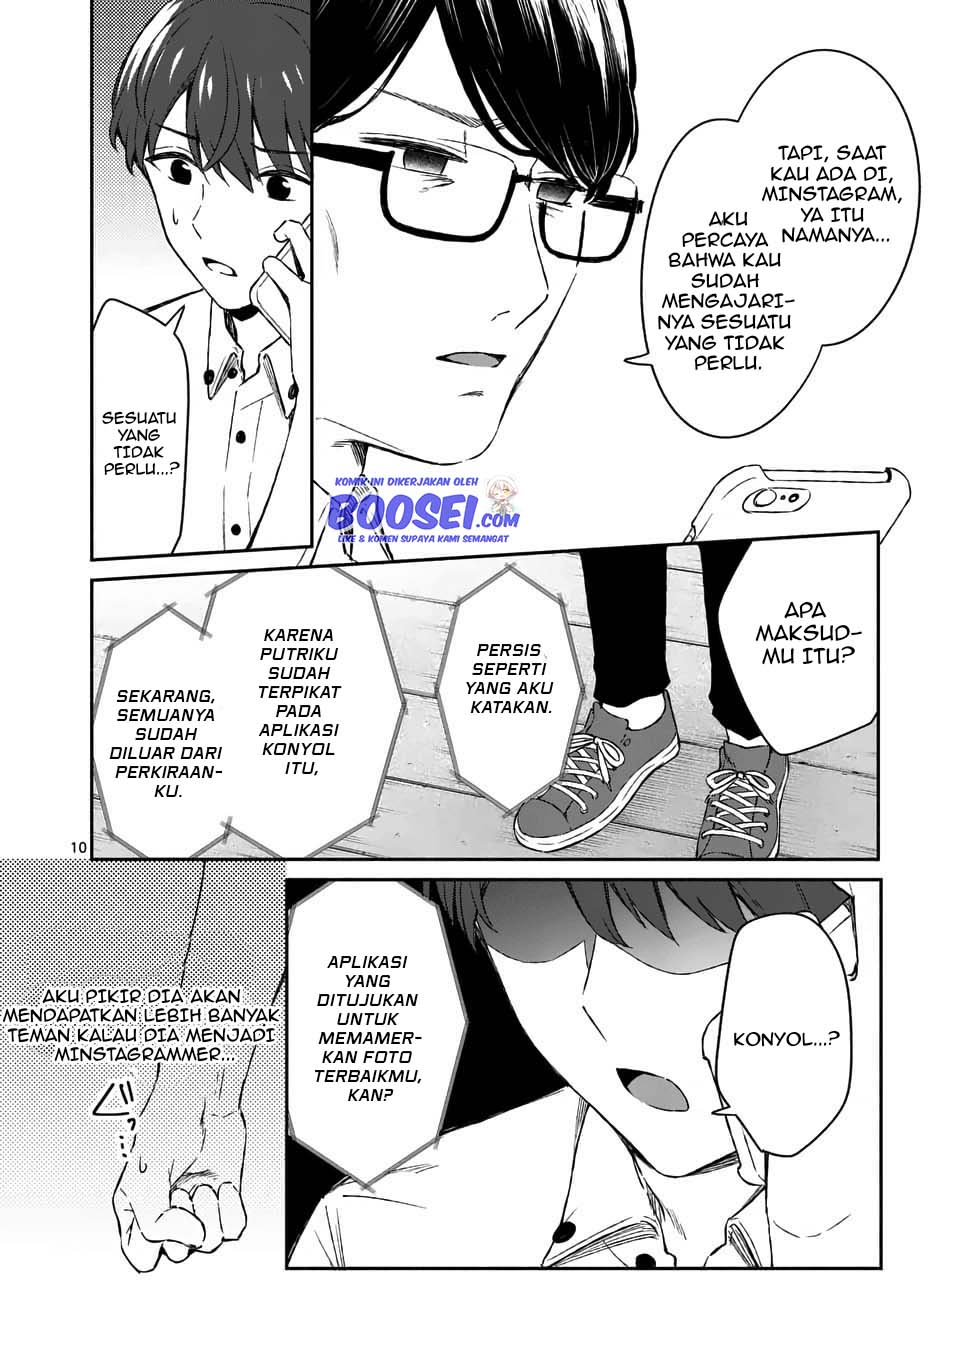 TAPI, SAAT
KAU ADA DI,
MINSTAGRAM,
YA ITU
NAMANYA...
AKU
PERCAYA
BAHWA KAU
SUDAH
MENGAJARI-
NYA SESUATU
YANG TIDAK
PERLU.
SESUATU
YANG
TIDAK
PERLU...?
KOMIK INI DIKERJAKAN OLEH
BOOSEI.COM
LIKE & KOMEN SUPAYA KAMI SEMANGAT
APA
MAKSUD-
MU ITU?
PERSIS
SEPERTI
YANG AKU
KATAKAN.
KARENA
PUTRIKU
SUDAH
TERPIKAT
PADA
APLIKASI
KONYOL
ITU,
SEKARANG,
SEMUANYA
SUDAH
DILUAR DARI
PERKIRAAN-
KU.
10
KONYOL...?
APLIKASI
YANG
DITUJUKAN
UNTUK
MEMAMER-
KAN FOTO
TERBAIKMU,
KAN?
AKU PIKIR DIA AKAN
MENDAPATKAN LEBIH BANYAK
TEMAN KALAU DIA MENJADI
MINSTAGRAMMER...